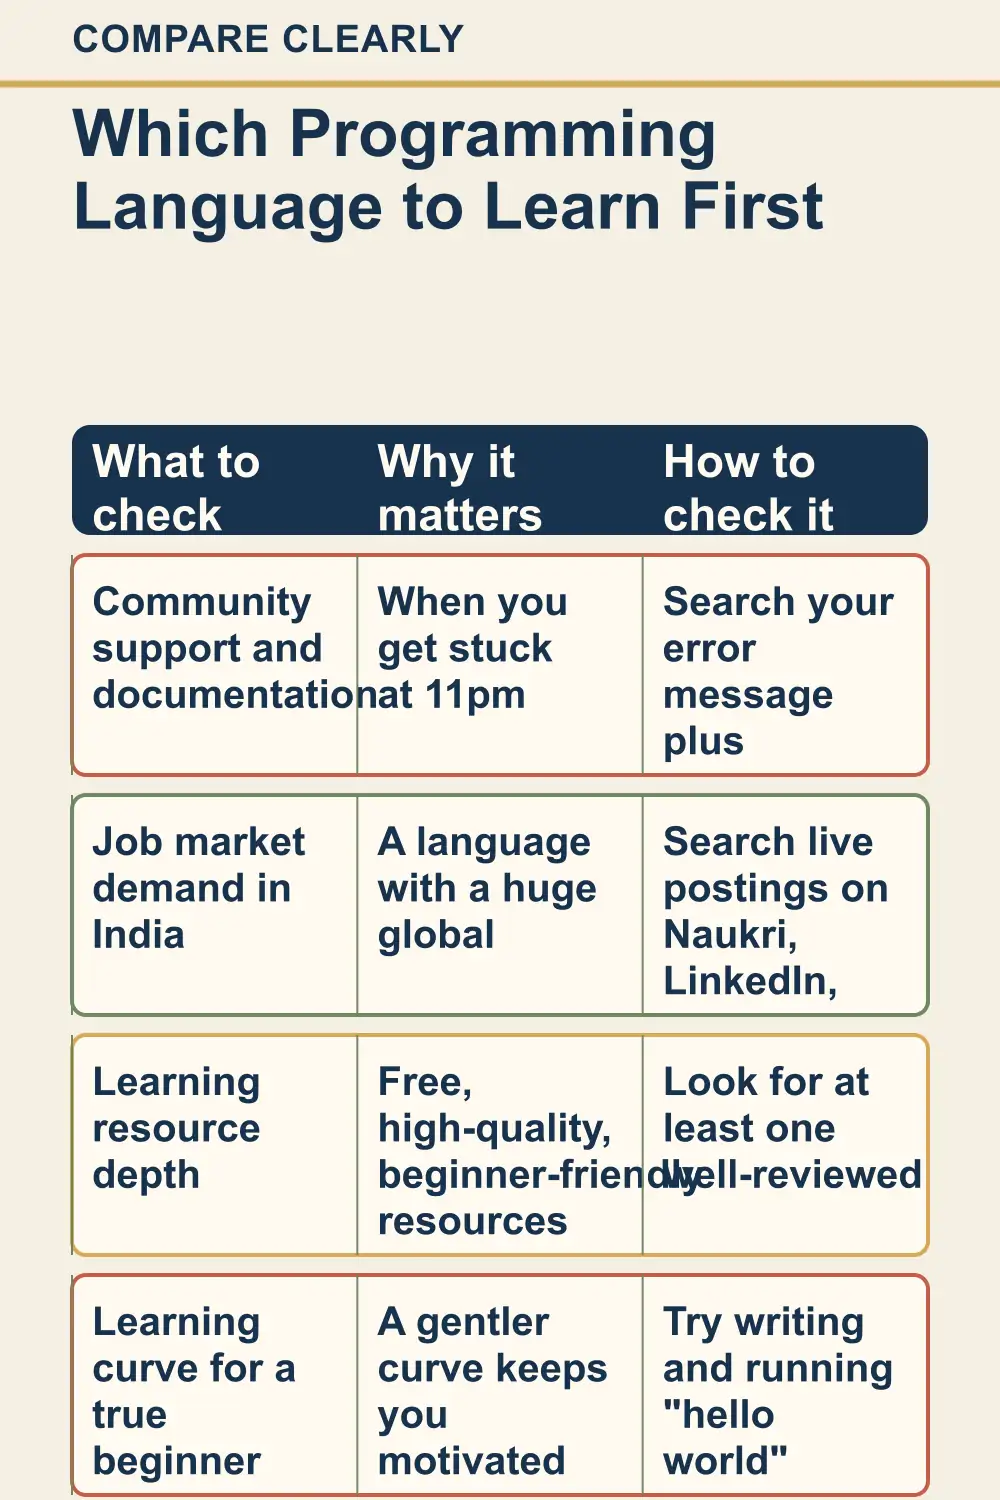 COMPARE CLEARLY
Which Programming
Language to Learn First
What to
check
Why it
matters
How to
check it
Community
support and
documentation
When you
get stuck
at 11pm
Search your
error
message
plus
Job market
demand in
India
A language
with a huge
global
Search live
postings on
Naukri,
LinkedIn,
Learning
resource
depth
Free,
high-quality,
beginner-friendly
resources
Look for at
least one
well-reviewed
Learning
curve for a
true
beginner
A gentler
curve keeps
you
motivated
Try writing
and running
"hello
world"